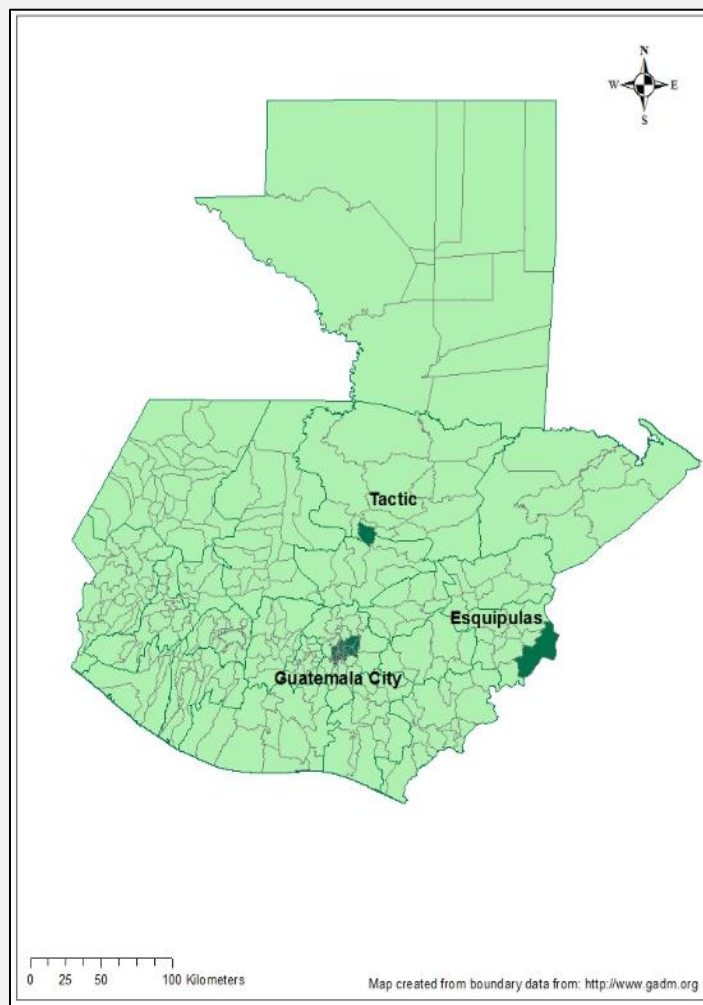 N
W E
S
Tactic
Esquipulas
Guatemala City
0 25 50 100 Kilometers
Map created from boundary data from: http://www.gadm.org